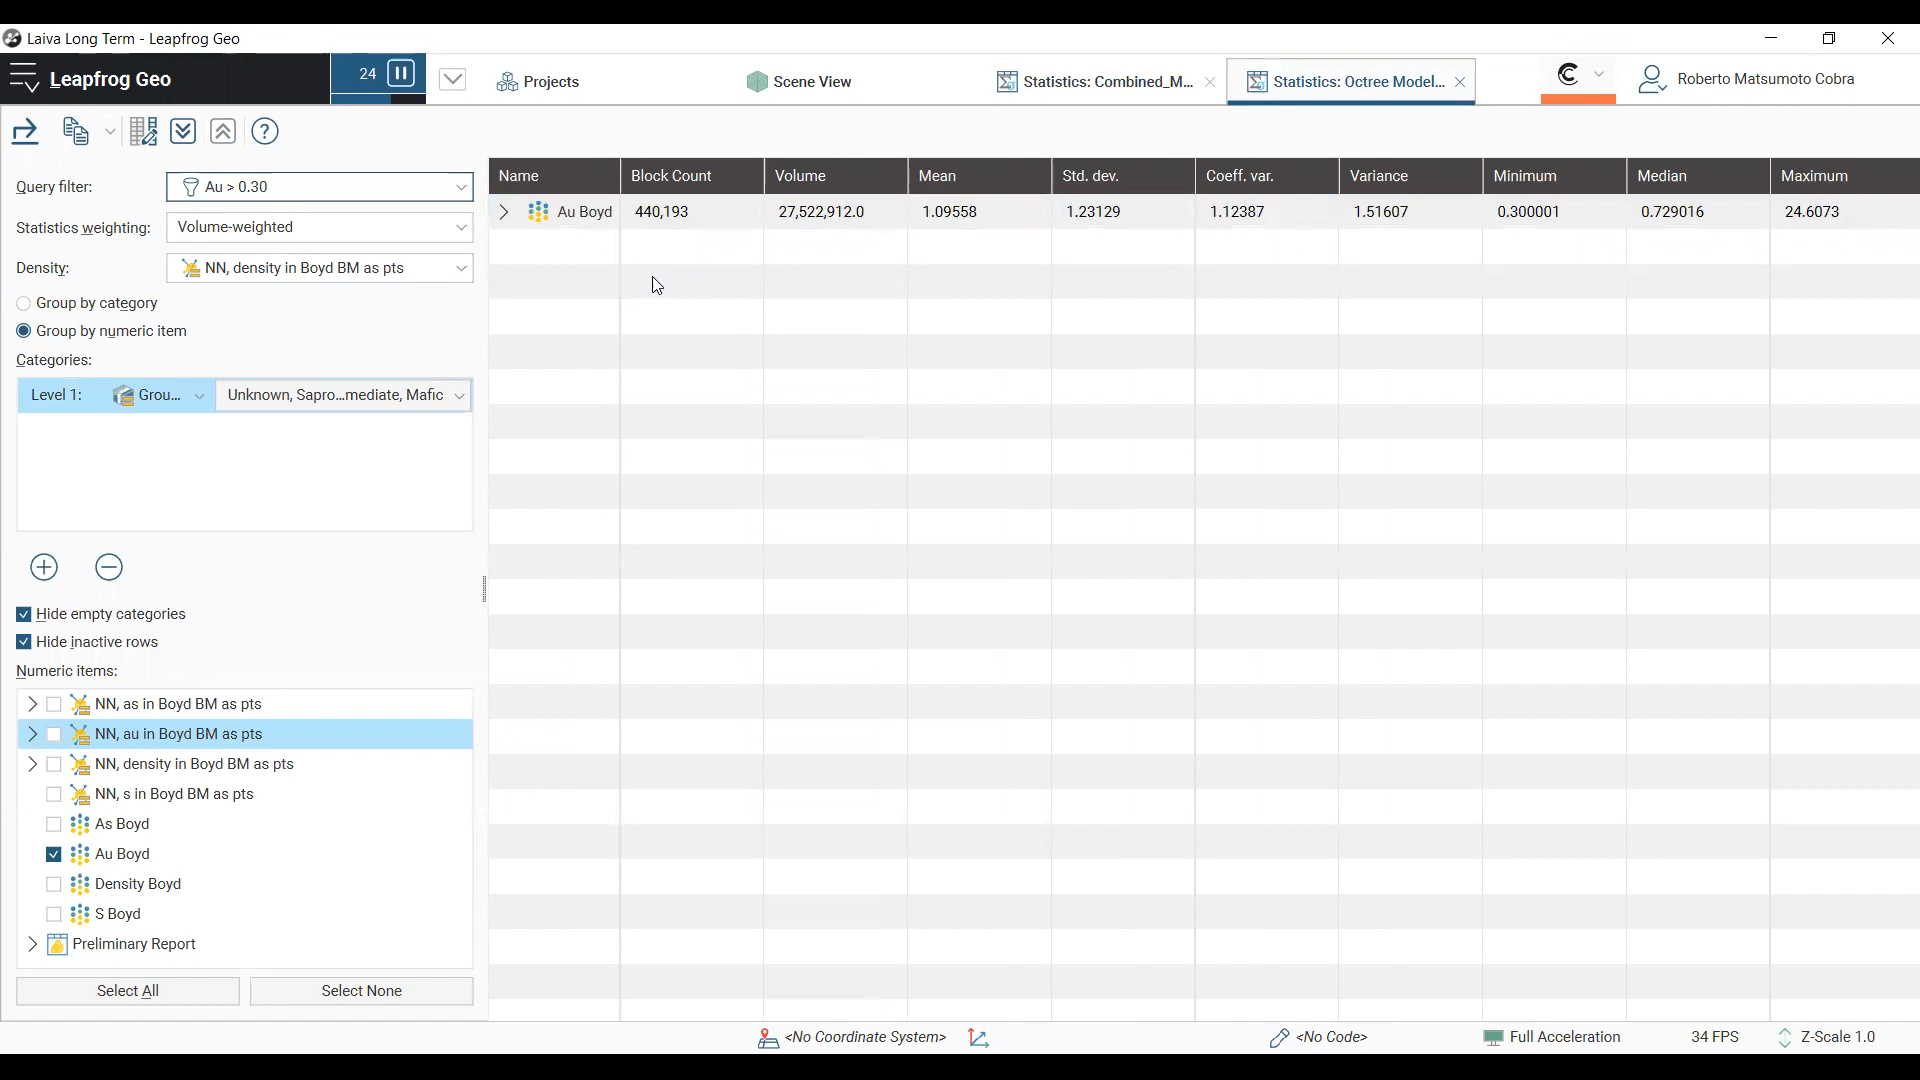 Laiva Long Term - Leapfrog Geo
Leapfrog Geo
24
Projects
Scene View
Statistics: Combined_M...
Statistics: Octree Model...
Roberto Matsumoto Cobra
Query filter:
Au > 0.30
Statistics weighting:
Volume-weighted
Density:
NN, density in Boyd BM as pts
Group by category
Group by numeric item
Categories:
Level 1:
Grou...
Unknown, Sapro...mediate, Mafic
Hide empty categories
Hide inactive rows
Numeric items:
NN, as in Boyd BM as pts
NN, au in Boyd BM as pts
NN, density in Boyd BM as pts
NN, s in Boyd BM as pts
As Boyd
Au Boyd
Density Boyd
S Boyd
Preliminary Report
Select All
Select None
Name Block Count Volume Mean Std. dev. Coeff. var. Variance Minimum Median Maximum
Au Boyd 440,193 27,522,912.0 1.09558 1.23129 1.12387 1.51607 0.300001 0.729016 24.6073
<No Coordinate System>
<No Code>
Full Acceleration
34 FPS
Z-Scale 1.0